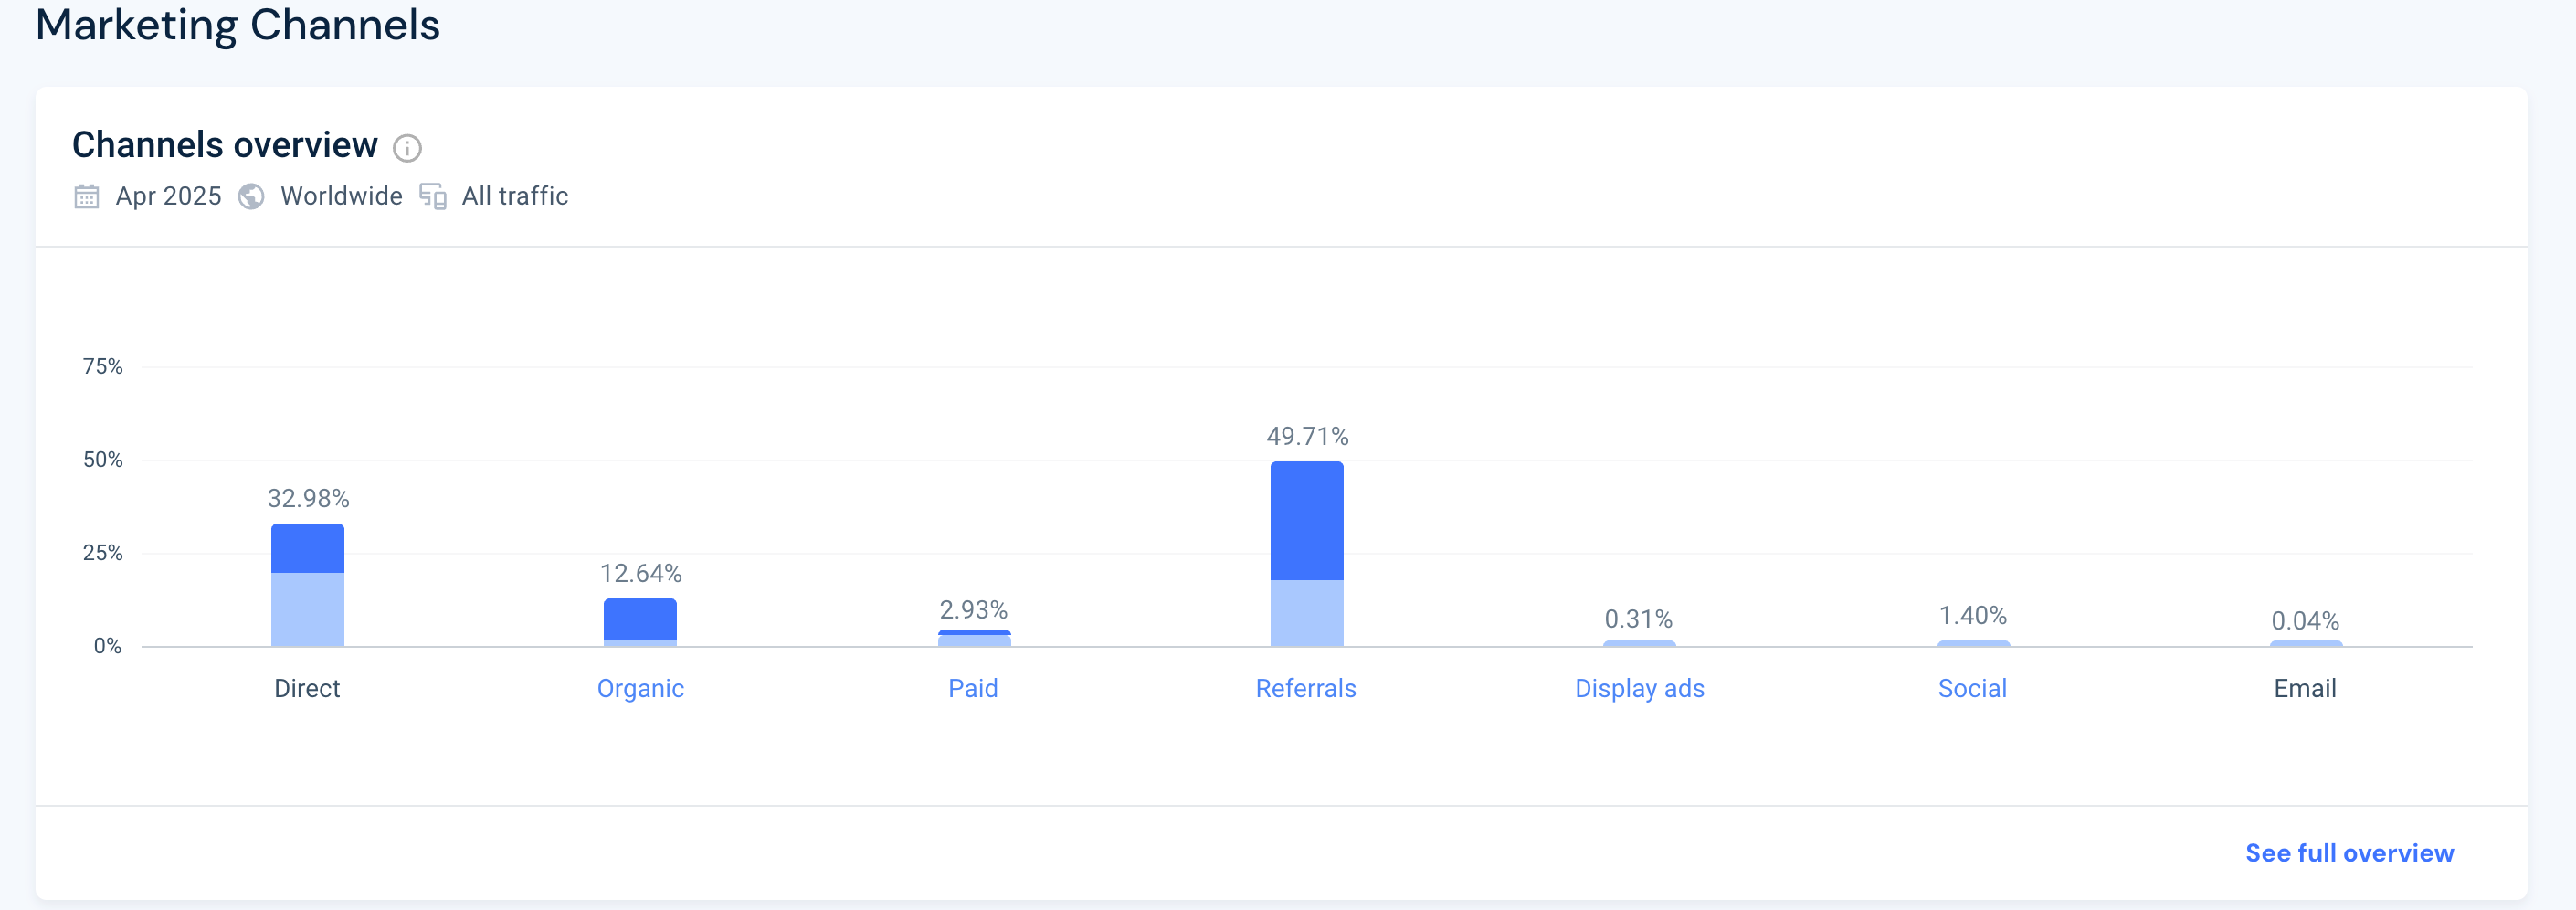 Marketing Channels
Channels overview
Apr 2025 Worldwide All traffic
75%
50%
25%
0%
32.98%
12.64%
2.93%
49.71%
0.31%
1.40%
0.04%
Direct Organic Paid Referrals Display ads Social Email
See full overview